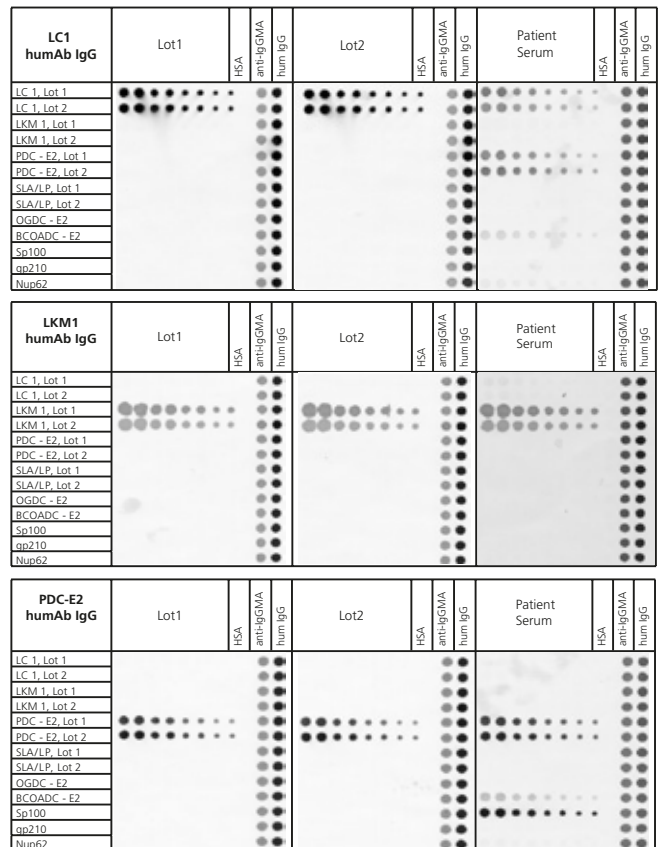 LC1
humAb IgG
Lot1
HSA
anti-IgGMA
hum IgG
Lot2
HSA
anti-IgGMA
hum IgG
Patient
Serum
HSA
anti-IgGMA
hum IgG
LC 1, Lot 1
LC 1, Lot 2
LKM 1, Lot 1
LKM 1, Lot 2
PDC - E2, Lot 1
PDC - E2, Lot 2
SLA/LP, Lot 1
SLA/LP, Lot 2
OGDC - E2
BCOADC - E2
Sp100
gp210
Nup62
LKM1
humAb IgG
Lot1
HSA
anti-IgGMA
hum IgG
Lot2
HSA
anti-IgGMA
hum IgG
Patient
Serum
HSA
anti-IgGMA
hum IgG
LC 1, Lot 1
LC 1, Lot 2
LKM 1, Lot 1
LKM 1, Lot 2
PDC - E2, Lot 1
PDC - E2, Lot 2
SLA/LP, Lot 1
SLA/LP, Lot 2
OGDC - E2
BCOADC - E2
Sp100
gp210
Nup62
PDC-E2
humAb IgG
Lot1
HSA
anti-IgGMA
hum IgG
Lot2
HSA
anti-IgGMA
hum IgG
Patient
Serum
HSA
anti-IgGMA
hum IgG
LC 1, Lot 1
LC 1, Lot 2
LKM 1, Lot 1
LKM 1, Lot 2
PDC - E2, Lot 1
PDC - E2, Lot 2
SLA/LP, Lot 1
SLA/LP, Lot 2
OGDC - E2
BCOADC - E2
Sp100
gp210
Nup62